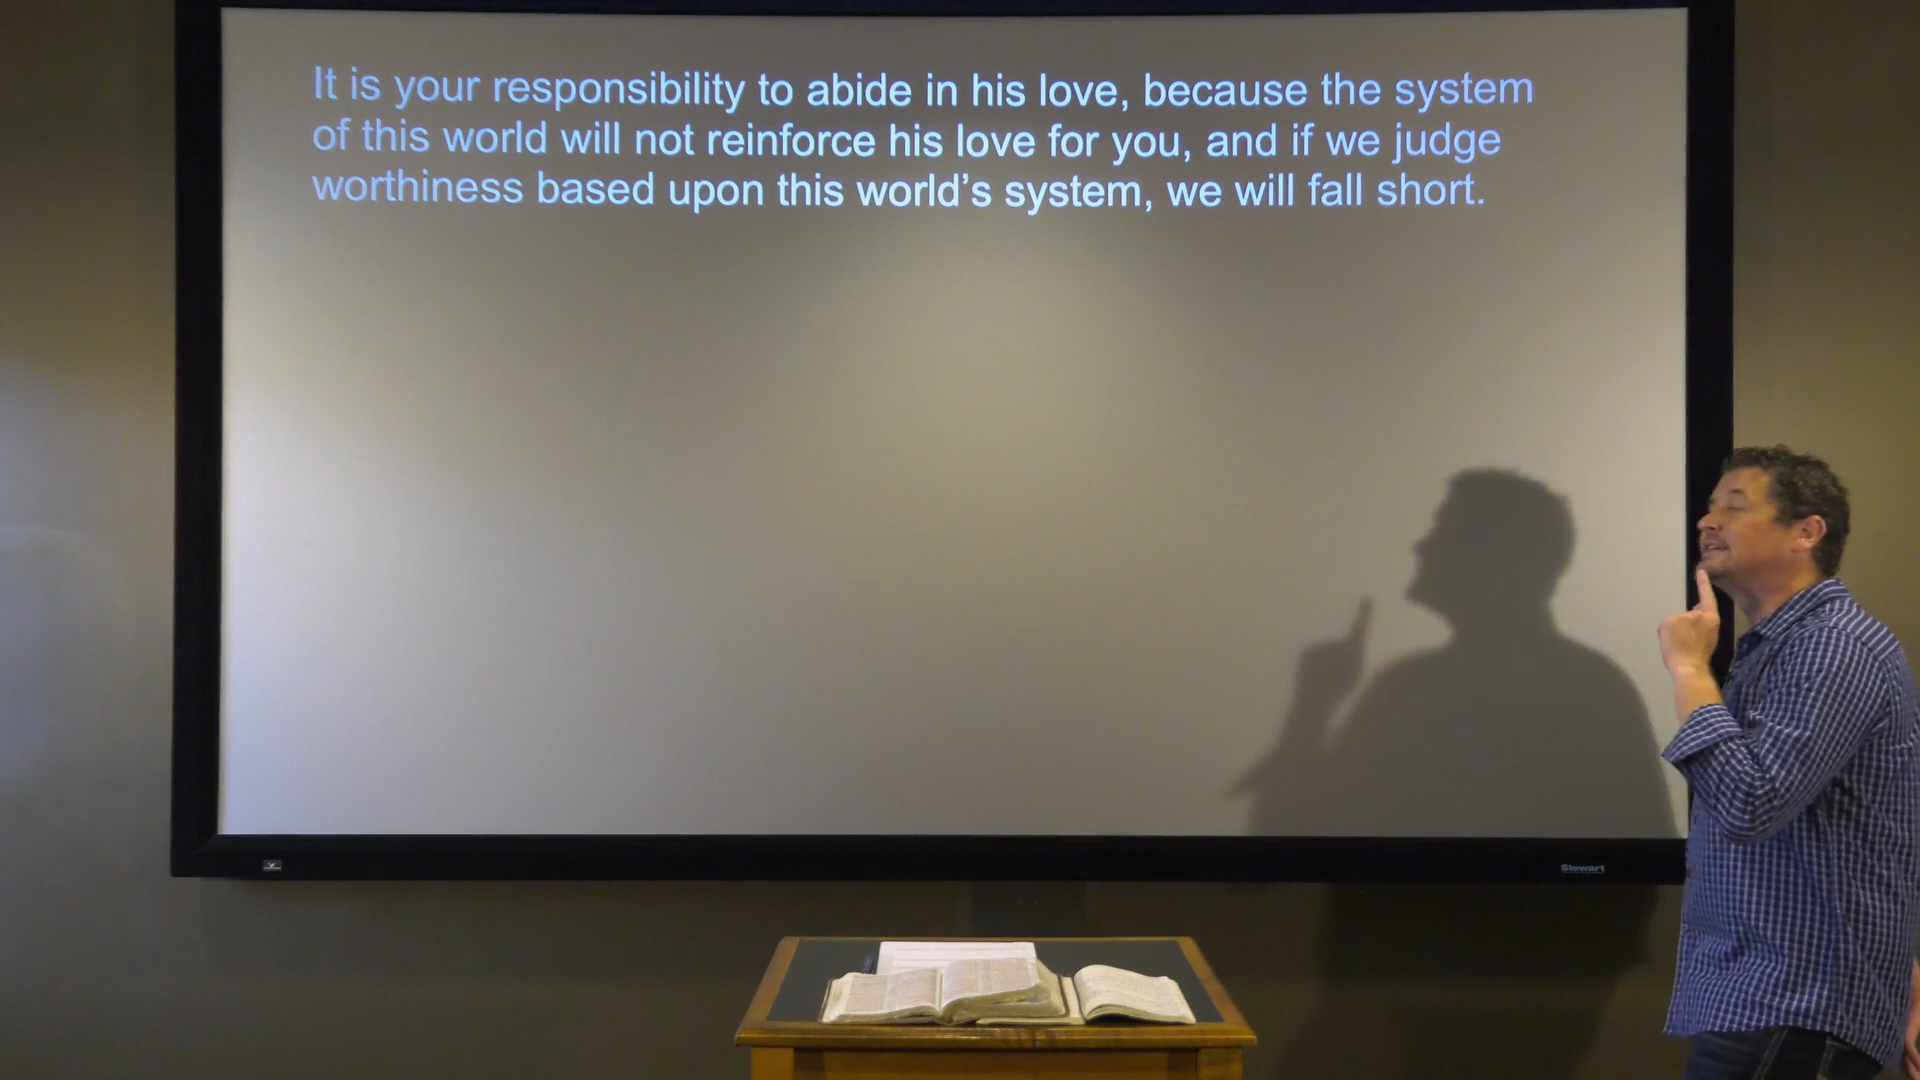 It is your responsibility to abide in his love, because the system
of this world will not reinforce his love for you, and if we judge
worthiness based upon this world’s system, we will fall short.
Stewart